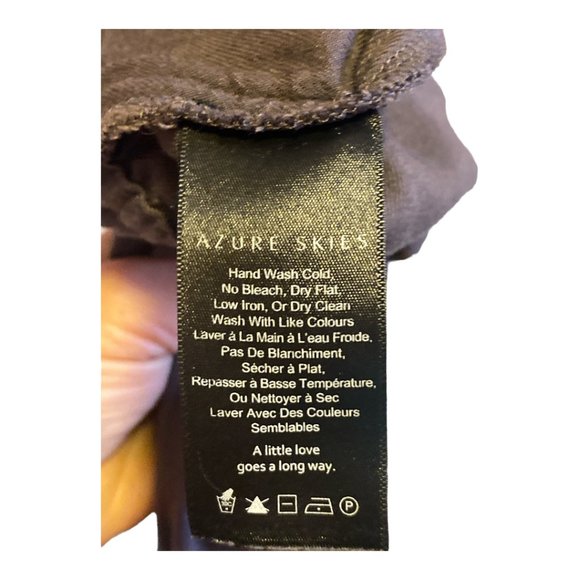 AZURE SKIES
Hand Wash Cold,
No Bleach, Dry Flat,
Low Iron, Or Dry Clean
Wash With Like Colours
Laver à La Main à L'eau Froide.
Pas De Blanchiment,
Sécher à Plat,
Repasser à Basse Température,
Ou Nettoyer à Sec
Laver Avec Des Couleurs
Semblables
A little love
goes a long way.
P